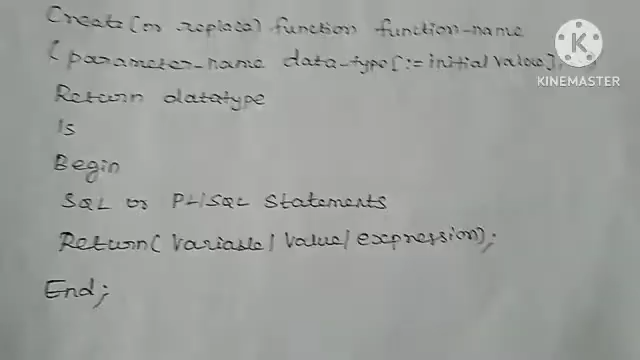 Create (or replace) function function-name
(parameter-name data-type [:= initial value],
Return datatype
Is
Begin
SQL or PL/SQL statements
Return (variable/value/expression);
End;
K
KINEMASTER